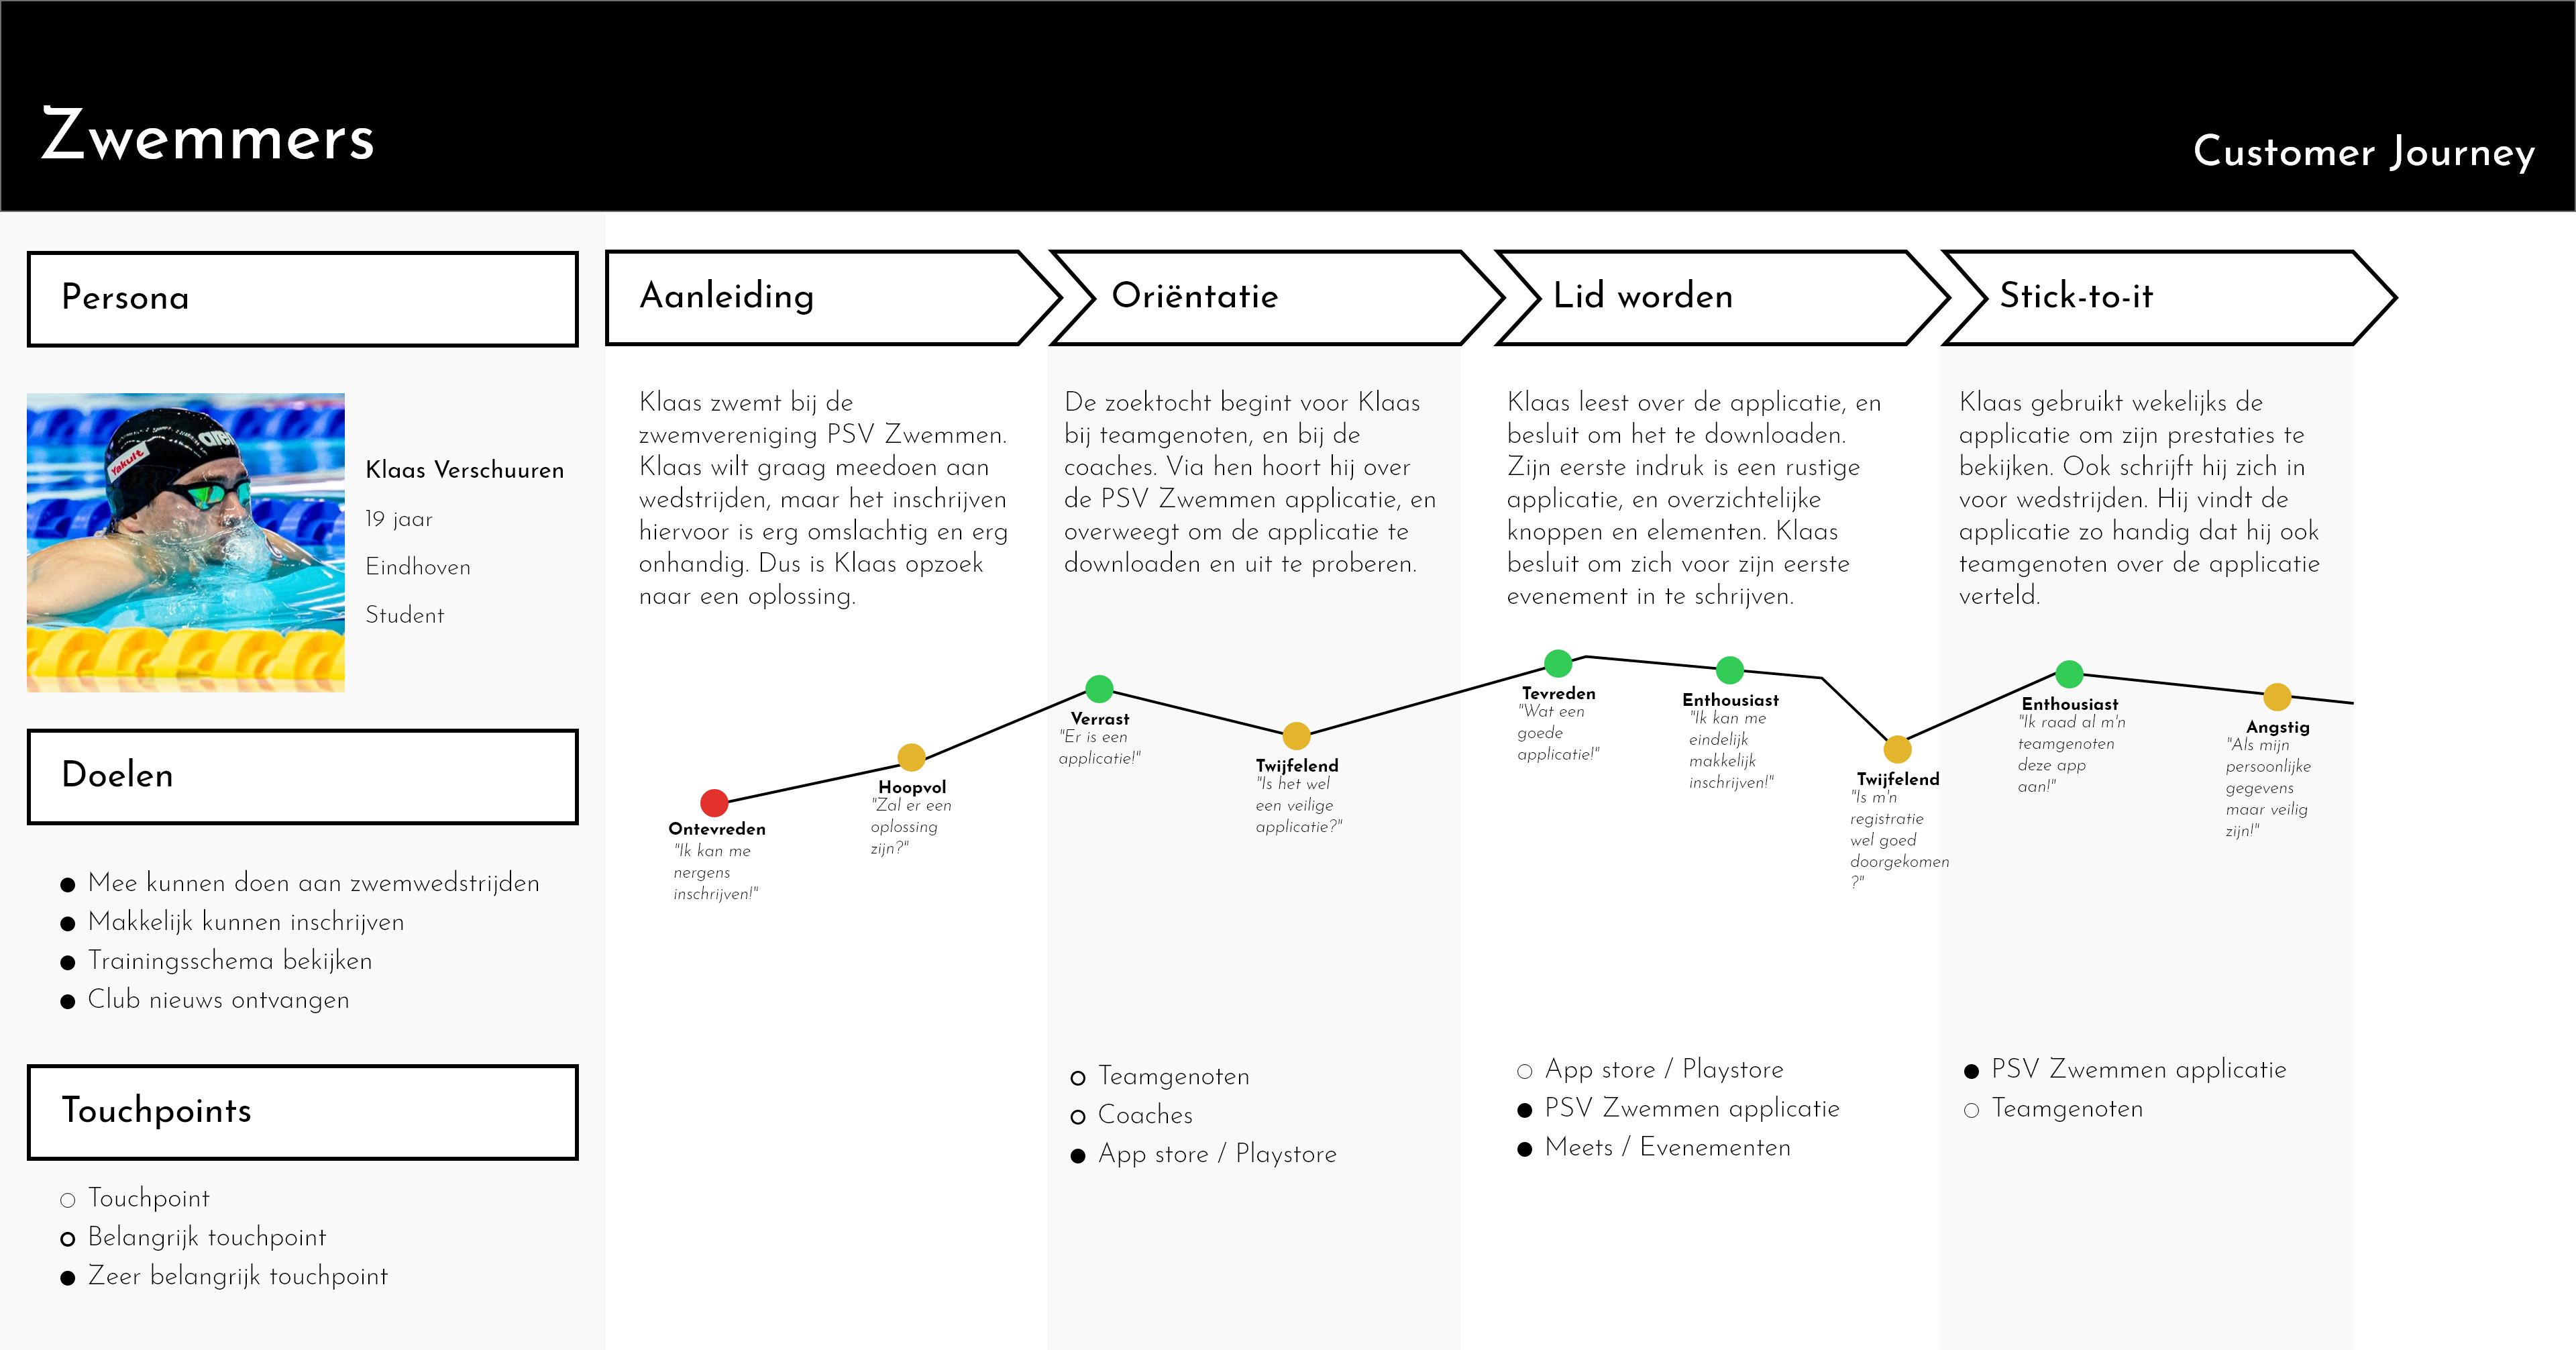 Zwemmers
Customer Journey
Persona
arena
Yakult
Klaas Verschuuren
19 jaar
Eindhoven
Student
Doelen
Mee kunnen doen aan zwemwedstrijden
Makkelijk kunnen inschrijven
Trainingsschema bekijken
Club nieuws ontvangen
Touchpoints
Touchpoint
Belangrijk touchpoint
Zeer belangrijk touchpoint
Aanleiding
Klaas zwemt bij de
zwemvereniging PSV Zwemmen.
Klaas wilt graag meedoen aan
wedstrijden, maar het inschrijven
hiervoor is erg omslachtig en erg
onhandig. Dus is Klaas opzoek
naar een oplossing.
Ontevreden
"Ik kan me
nergens
inschrijven!"
Hoopvol
"Zal er een
oplossing
zijn?"
Oriëntatie
De zoektocht begint voor Klaas
bij teamgenoten, en bij de
coaches. Via hen hoort hij over
de PSV Zwemmen applicatie, en
overweegt om de applicatie te
downloaden en uit te proberen.
Verrast
"Er is een
applicatie!"
Twijfelend
"Is het wel
een veilige
applicatie?"
Teamgenoten
Coaches
App store / Playstore
Lid worden
Klaas leest over de applicatie, en
besluit om het te downloaden.
Zijn eerste indruk is een rustige
applicatie, en overzichtelijke
knoppen en elementen. Klaas
besluit om zich voor zijn eerste
evenement in te schrijven.
Tevreden
"Wat een
goede
applicatie!"
Enthousiast
"Ik kan me
eindelijk
makkelijk
inschrijven!"
Twijfelend
"Is m'n
registratie
wel goed
doorgekomen
?"
App store / Playstore
PSV Zwemmen applicatie
Meets / Evenementen
Stick-to-it
Klaas gebruikt wekelijks de
applicatie om zijn prestaties te
bekijken. Ook schrijft hij zich in
voor wedstrijden. Hij vindt de
applicatie zo handig dat hij ook
teamgenoten over de applicatie
verteld.
Enthousiast
"Ik raad al m'n
teamgenoten
deze app
aan!"
Angstig
"Als mijn
persoonlijke
gegevens
maar veilig
zijn!"
PSV Zwemmen applicatie
Teamgenoten